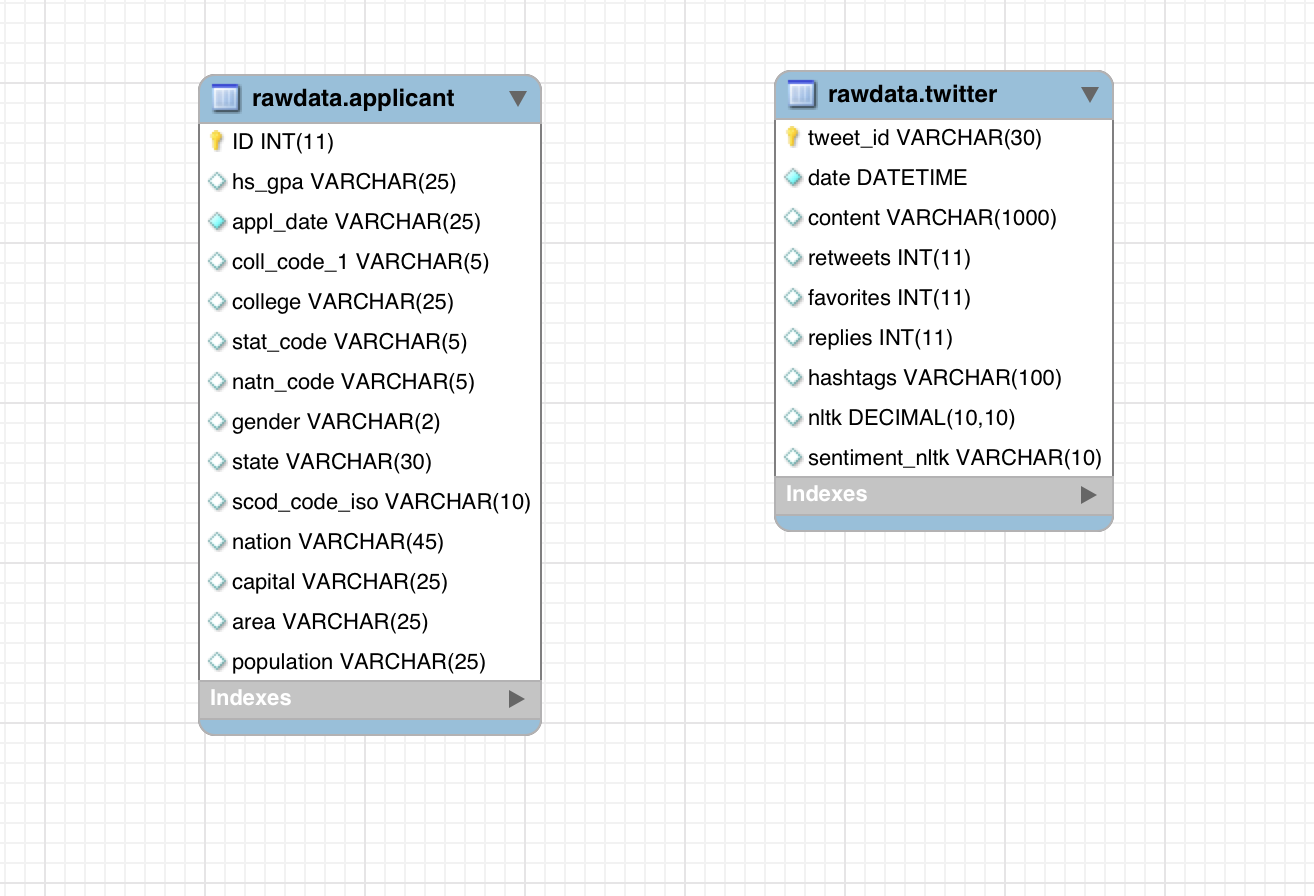 rawdata.applicant
ID INT(11)
hs_gpa VARCHAR(25)
appl_date VARCHAR(25)
coll_code_1 VARCHAR(5)
college VARCHAR(25)
stat_code VARCHAR(5)
natn_code VARCHAR(5)
gender VARCHAR(2)
state VARCHAR(30)
scod_code_iso VARCHAR(10)
nation VARCHAR(45)
capital VARCHAR(25)
area VARCHAR(25)
population VARCHAR(25)
Indexes
rawdata.twitter
tweet_id VARCHAR(30)
date DATETIME
content VARCHAR(1000)
retweets INT(11)
favorites INT(11)
replies INT(11)
hashtags VARCHAR(100)
nltk DECIMAL(10,10)
sentiment_nltk VARCHAR(10)
Indexes